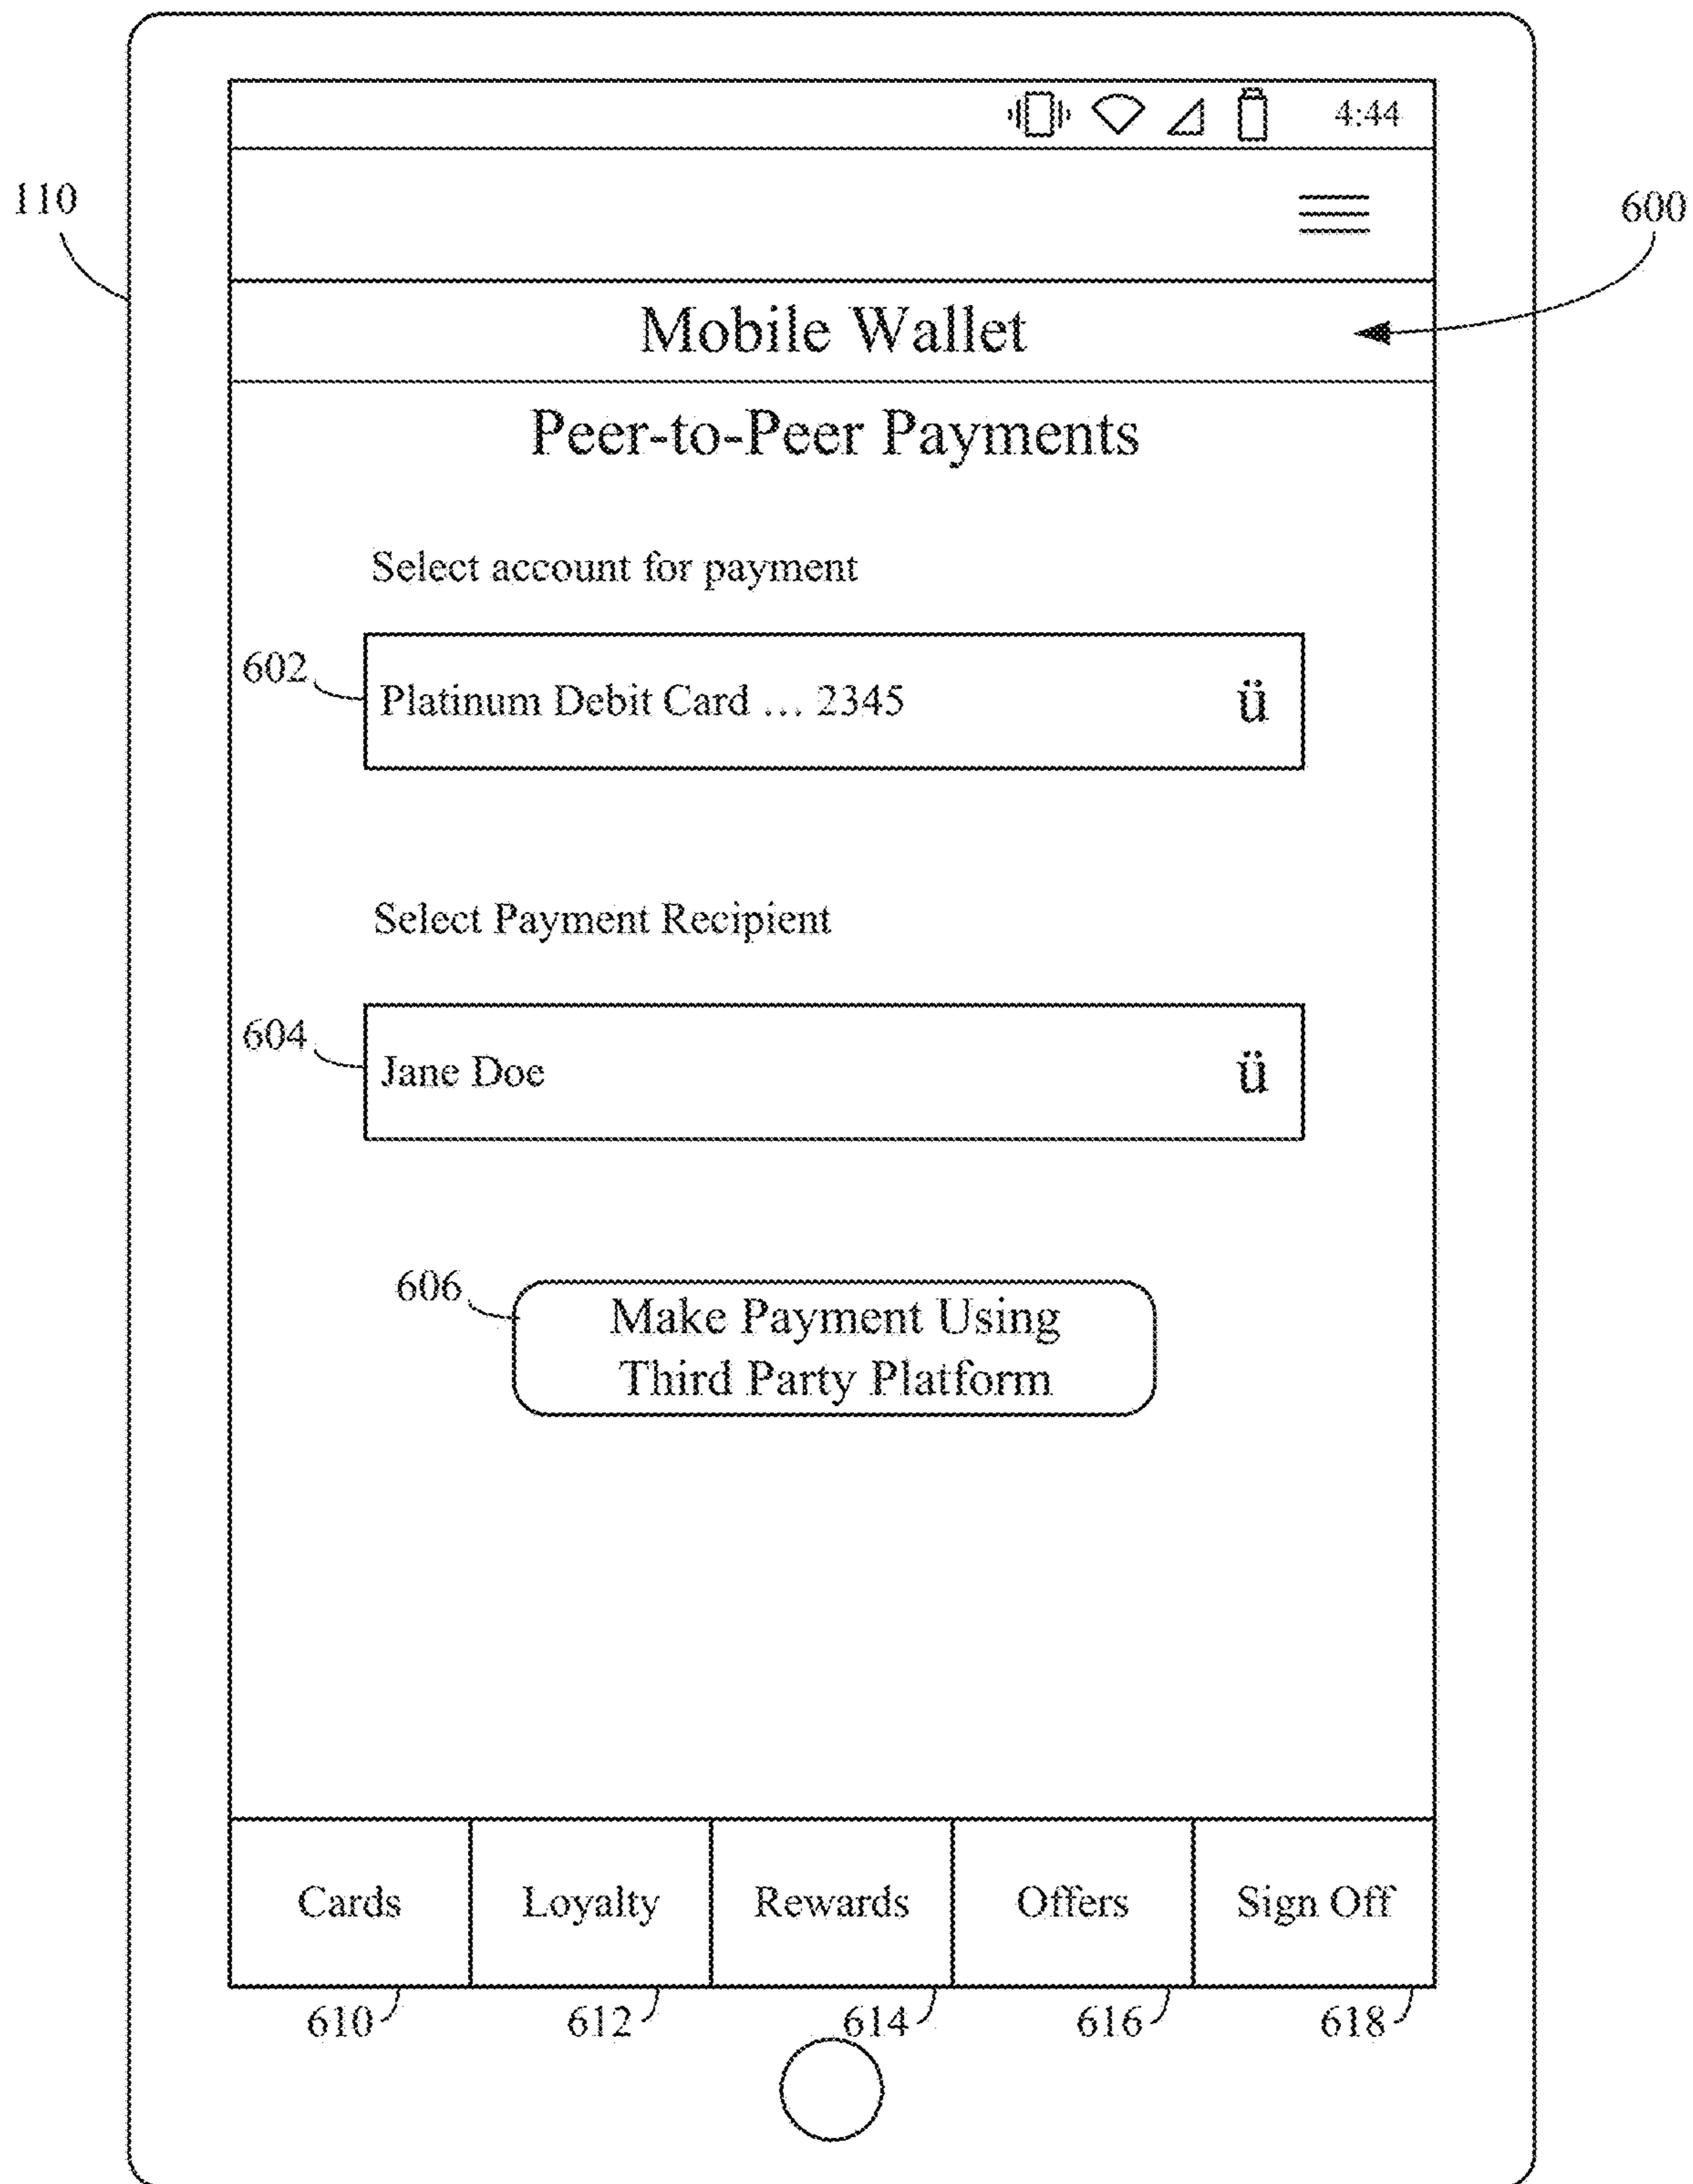 4:44
110
600
Mobile Wallet
Peer-to-Peer Payments
Select account for payment
602
Platinum Debit Card ... 2345 ü
Select Payment Recipient
604
Jane Doe ü
606
Make Payment Using
Third Party Platform
Cards Loyalty Rewards Offers Sign Off
610 612 614 616 618